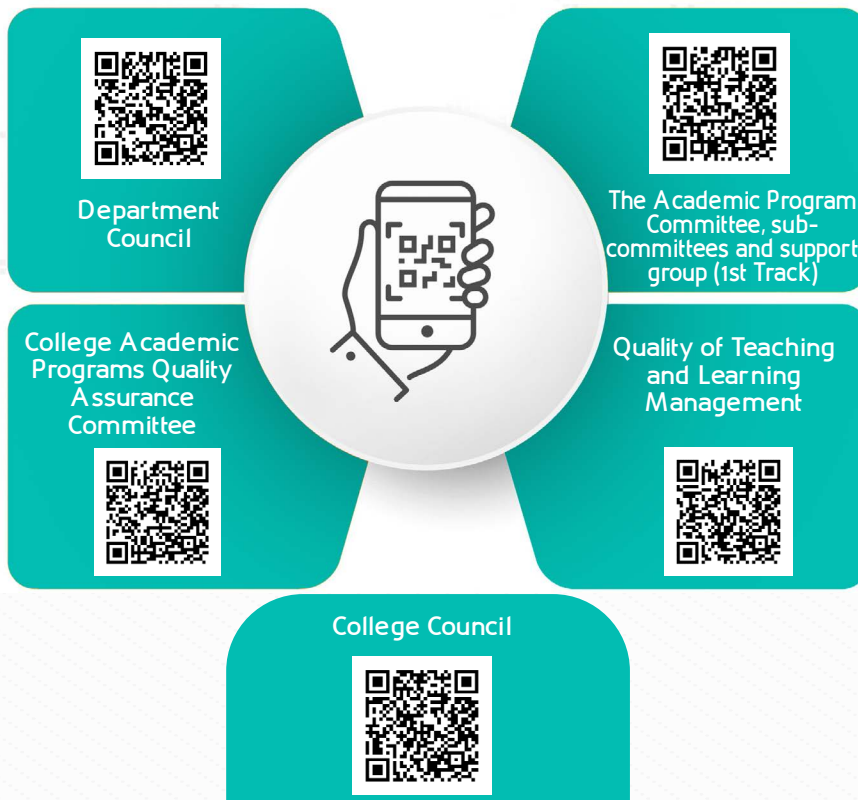 Department
Council
The Academic Program
Committee, sub-
committees and support
group (1st Track)
College Academic
Programs Quality
Assurance
Committee
Quality of Teaching
and Learning
Management
College Council